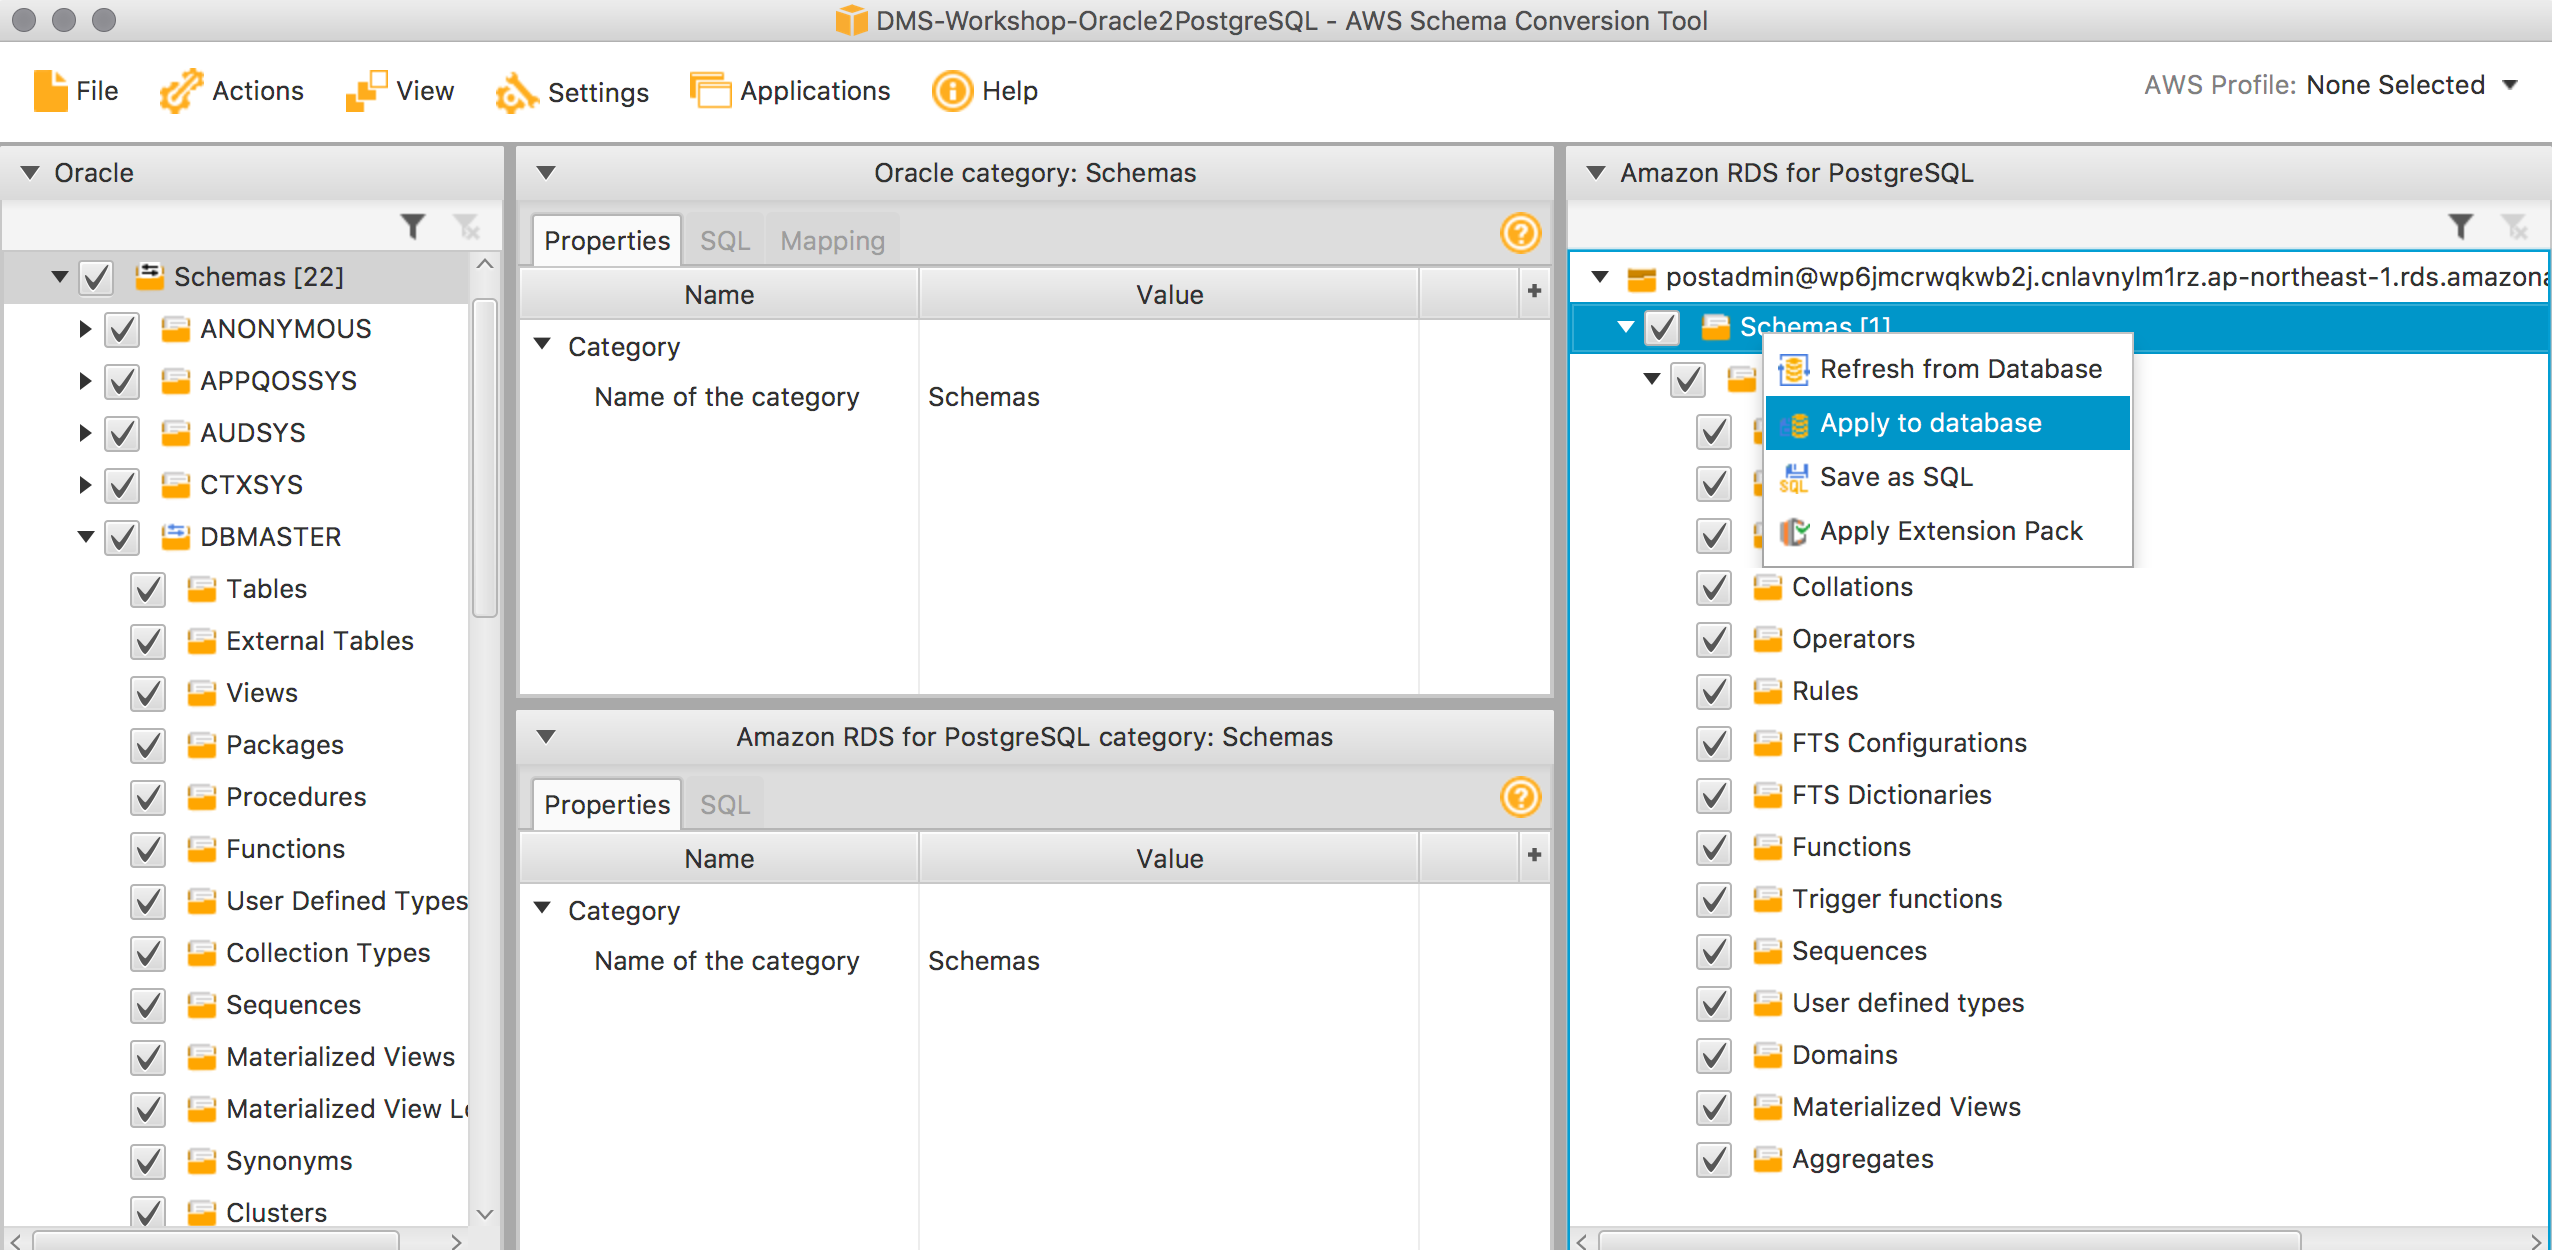 DMS-Workshop-Oracle2PostgreSQL - AWS Schema Conversion Tool
File
Actions
View
Settings
Applications
Help
AWS Profile: None Selected
Oracle
Schemas [22]
ANONYMOUS
APPQOSSYS
AUDSYS
CTXSYS
DBMASTER
Tables
External Tables
Views
Packages
Procedures
Functions
User Defined Types
Collection Types
Sequences
Materialized Views
Materialized View
Synonyms
Clusters
Oracle category: Schemas
Properties
SQL
Mapping
Name
Value
Category
Name of the category
Schemas
Amazon RDS for PostgreSQL category: Schemas
Properties
SQL
Name
Value
Category
Name of the category
Schemas
Amazon RDS for PostgreSQL
postadmin@wp6jmcrwqkwb2j.cnlavnylm1rz.ap-northeast-1.rds.amazona
Schemas [1]
Refresh from Database
Apply to database
SQL
Save as SQL
Apply Extension Pack
Collations
Operators
Rules
FTS Configurations
FTS Dictionaries
Functions
Trigger functions
Sequences
User defined types
Domains
Materialized Views
Aggregates